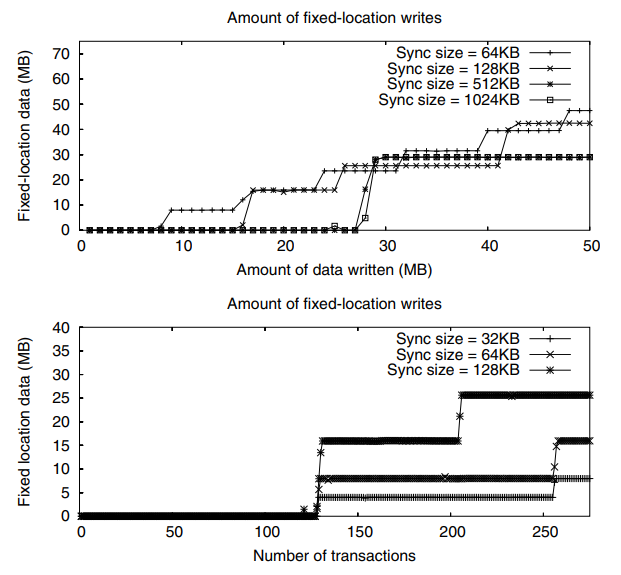 Amount of fixed-location writes
Fixed-location data (MB)
70
60
50
40
30
20
10
0
Sync size = 64KB
Sync size = 128KB
Sync size = 512KB
Sync size = 1024KB
0 10 20 30 40 50
Amount of data written (MB)
Amount of fixed-location writes
Fixed location data (MB)
40
35
30
25
20
15
10
5
0
Sync size = 32KB
Sync size = 64KB
Sync size = 128KB
0 50 100 150 200 250
Number of transactions